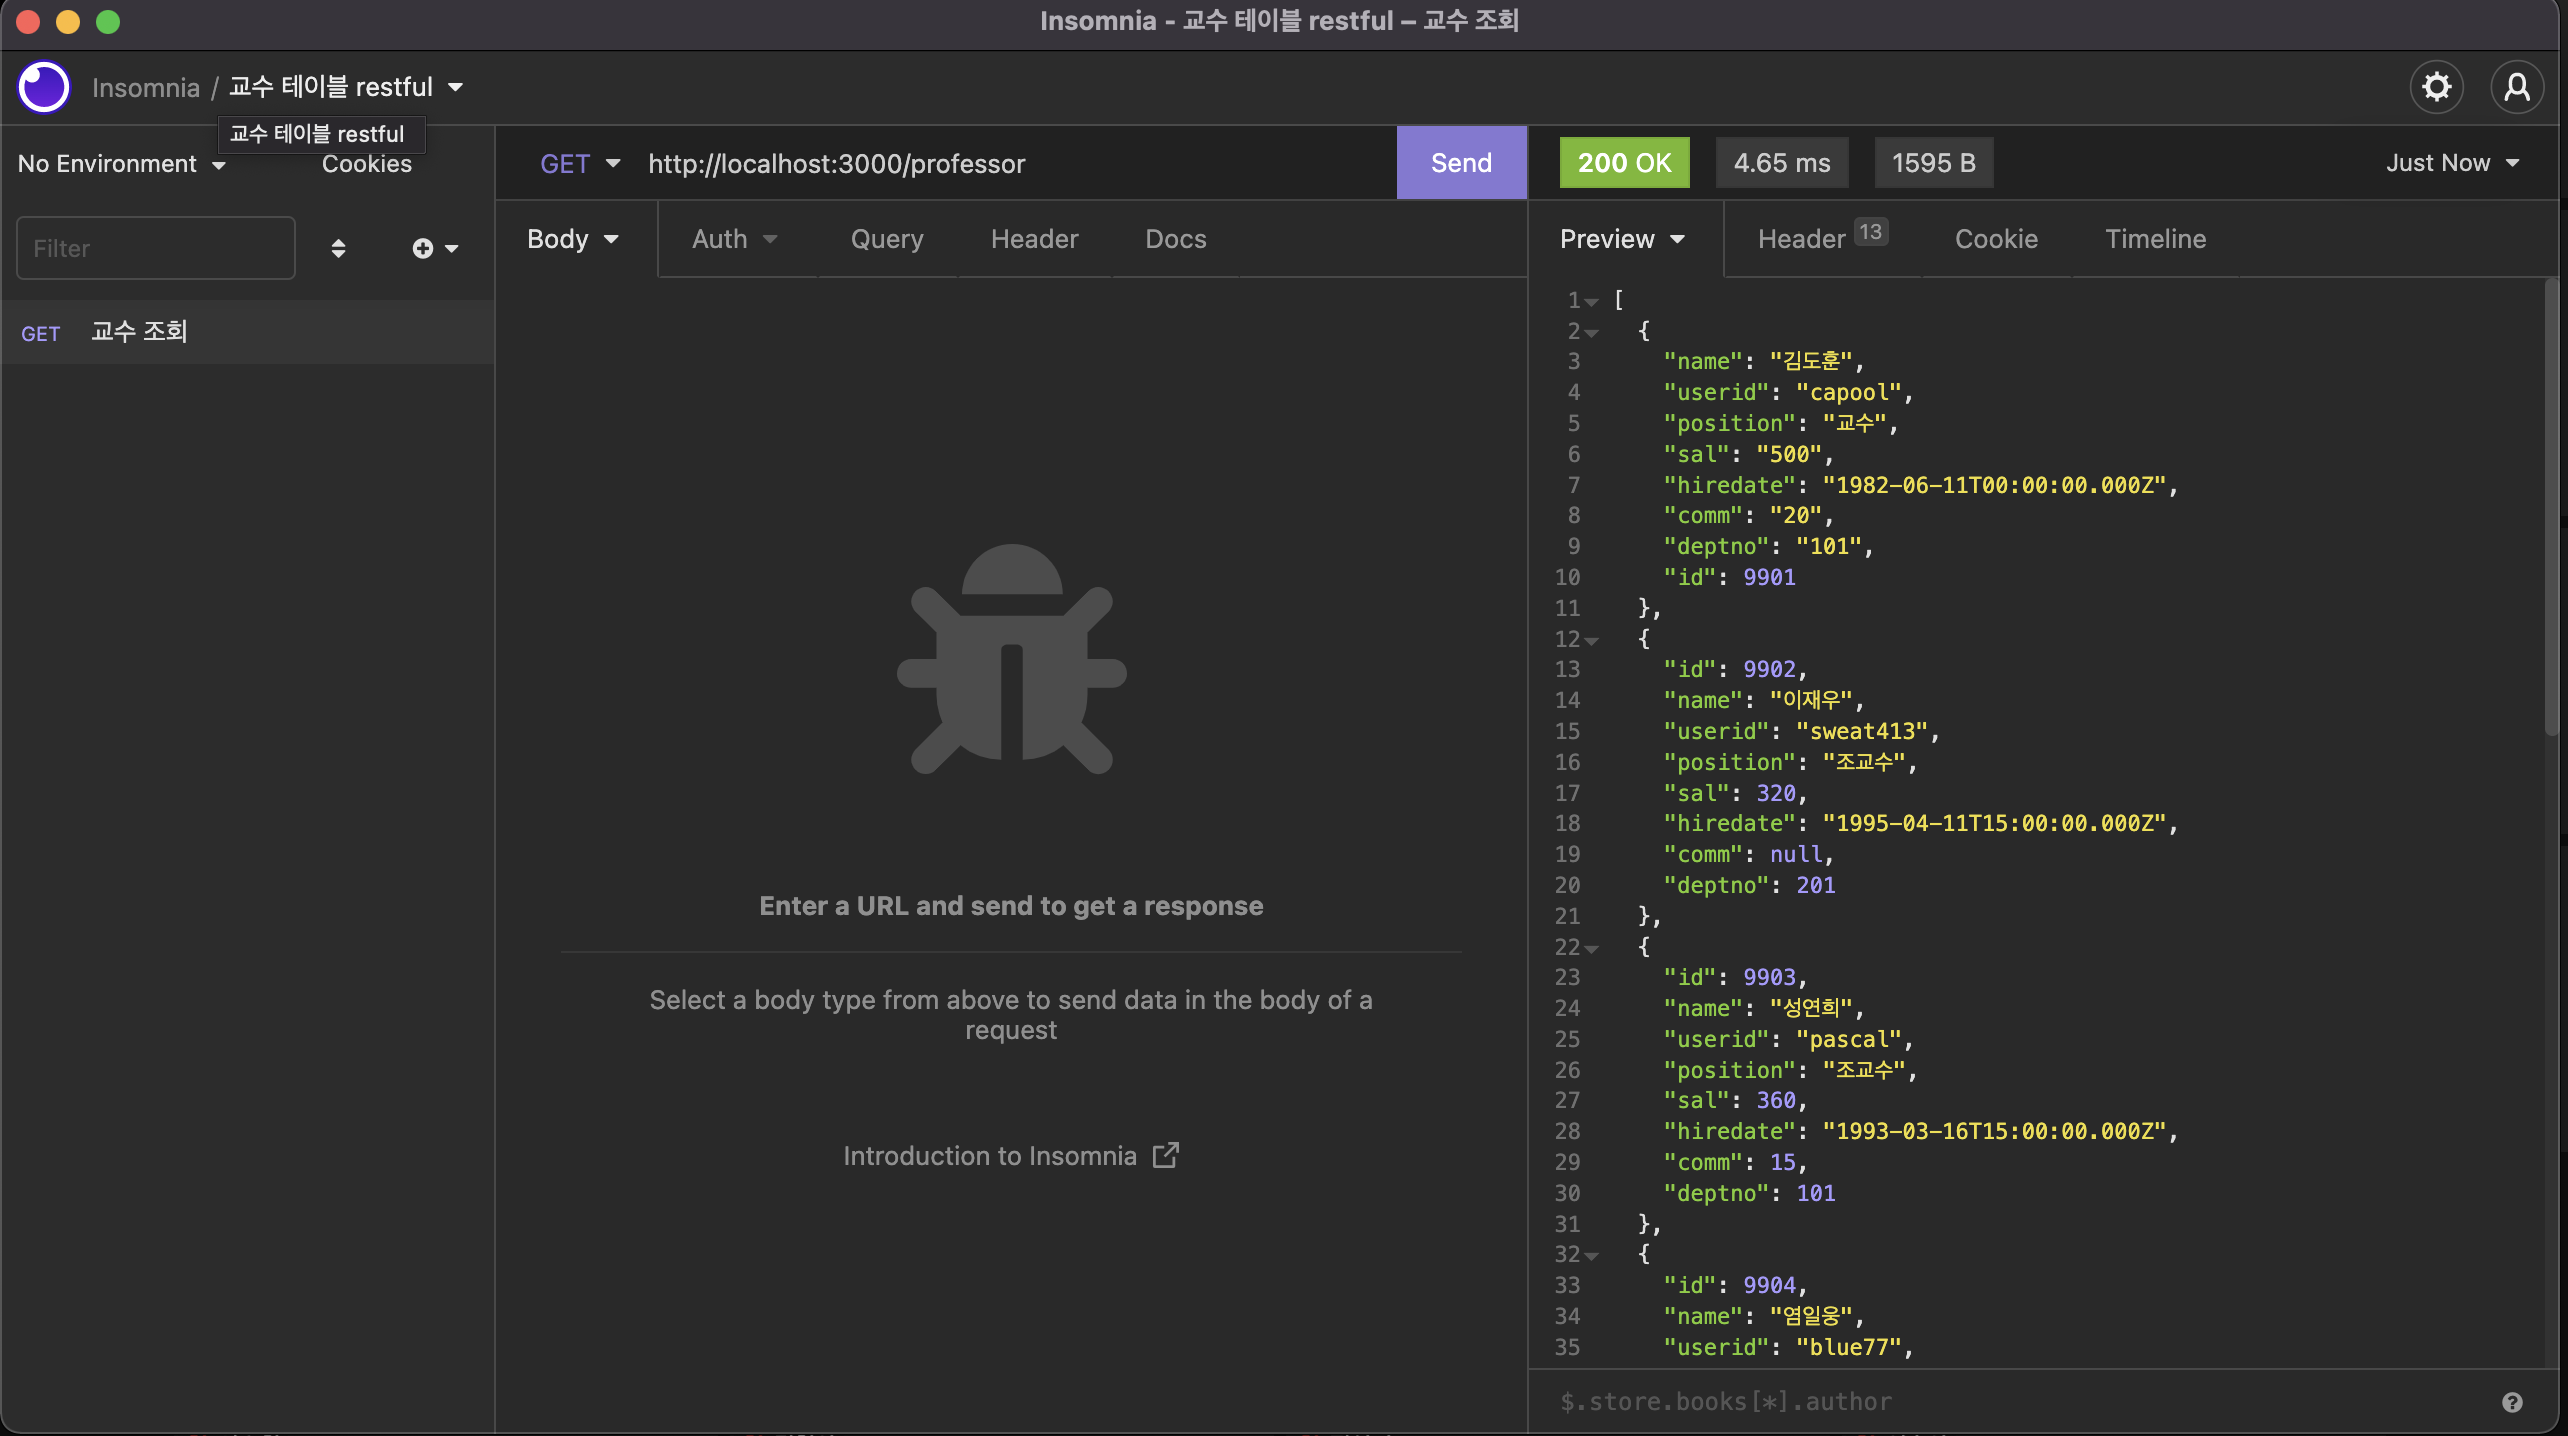 Insomnia - 교수 테이블 restful – 교수 조회
Insomnia / 교수 테이블 restful
교수 테이블 restful
No Environment
Cookies
Filter
GET 교수 조회
GET http://localhost:3000/professor
Send
Body Auth Query Header Docs
Enter a URL and send to get a response
Select a body type from above to send data in the body of a
request
Introduction to Insomnia
200 OK 4.65 ms 1595 B Just Now
Preview Header 13 Cookie Timeline
1 [
2 {
3 "name": "김도훈",
4 "userid": "capool",
5 "position": "교수",
6 "sal": "500",
7 "hiredate": "1982-06-11T00:00:00.000Z",
8 "comm": "20",
9 "deptno": "101",
10 "id": 9901
11 },
12 {
13 "id": 9902,
14 "name": "이재우",
15 "userid": "sweat413",
16 "position": "조교수",
17 "sal": 320,
18 "hiredate": "1995-04-11T15:00:00.000Z",
19 "comm": null,
20 "deptno": 201
21 },
22 {
23 "id": 9903,
24 "name": "성연희",
25 "userid": "pascal",
26 "position": "조교수",
27 "sal": 360,
28 "hiredate": "1993-03-16T15:00:00.000Z",
29 "comm": 15,
30 "deptno": 101
31 },
32 {
33 "id": 9904,
34 "name": "염일웅",
35 "userid": "blue77",
$.store.books[*].author